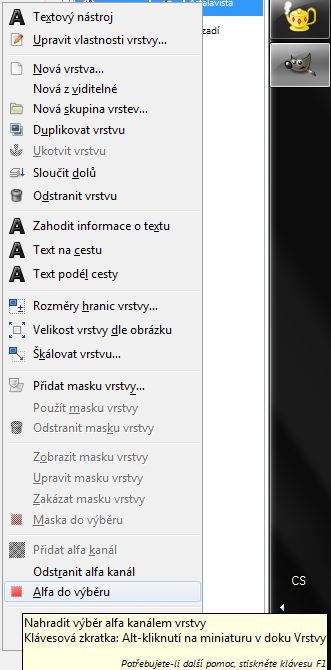 Astalavista
Textový nástroj
Upravit vlastnosti vrstvy...
zadí
Nová vrstva...
Nová z viditelné
Nová skupina vrstev...
Duplikovat vrstvu
Ukotvit vrstvu
Sloučit dolů
Odstranit vrstvu
Zahodit informace o textu
Text na cestu
Text podél cesty
Rozměry hranic vrstvy...
Velikost vrstvy dle obrázku
Škálovat vrstvu...
Přidat masku vrstvy...
Použít masku vrstvy
Odstranit masku vrstvy
Zobrazit masku vrstvy
Upravit masku vrstvy
Zakázat masku vrstvy
Maska do výběru
Přidat alfa kanál
Odstranit alfa kanál
Alfa do výběru
CS
Nahradit výběr alfa kanálem vrstvy
Klávesová zkratka: Alt-kliknutí na miniaturu v doku Vrstvy
Potřebujete-li další pomoc, stiskněte klávesu F1